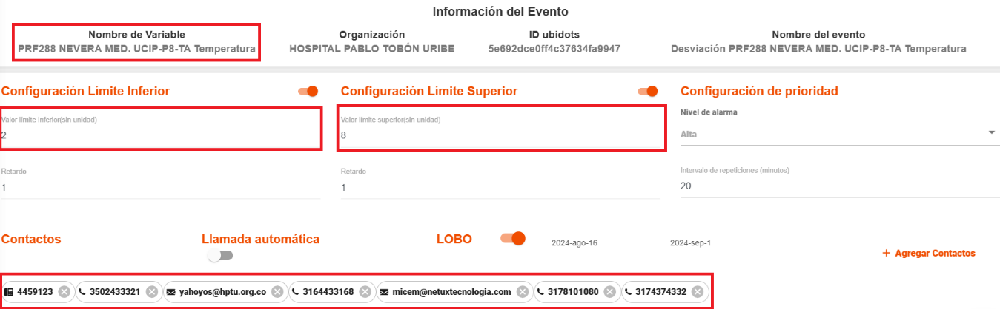 Información del Evento
Nombre de Variable Organización ID ubidots Nombre del evento
PRF288 NEVERA MED. UCIP-P8-TA Temperatura HOSPITAL PABLO TOBÓN URIBE 5e692dce0ff4c37634fa9947 Desviación PRF288 NEVERA MED. UCIP-P8-TA Temperatura
Configuración Límite Inferior Configuración Límite Superior Configuración de prioridad
Valor límite inferior(sin unidad) Valor límite superior(sin unidad) Nivel de alarma
2 8 Alta
Retardo Retardo Intervalo de repeticiones (minutos)
1 1 20
Contactos Llamada automática LOBO 2024-ago-16 2024-sep-1 + Agregar Contactos
4459123 3502433321 yahoyos@hptu.org.co 3164433168 micem@netuxtecnologia.com 3178101080 3174374332